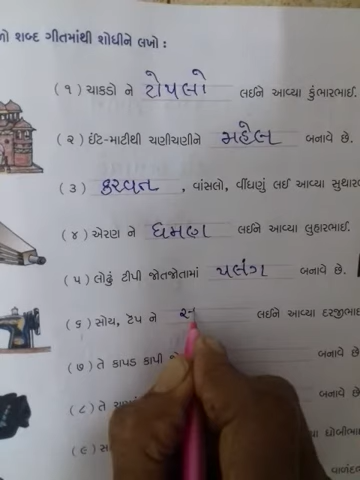 શબ્દ ગીતમાંથી શોધીને લખો :
(૧) ચાકડો ને ટોપલો લઈને આવ્યા કુંભારભાઈ.
(૨) ઈંટ-માટીથી ચણીચણીને મહેલ બનાવે છે.
(૩) કરવત , વાંસલો, વીંધણું લઈ આવ્યા સુથાર
(૪) એરણ ને ધમણ લઈને આવ્યા લુહારભાઈ.
(૫) લોઢું ટીપી જોતજોતામાં પલંગ બનાવે છે.
(૬) સોય, ટેપ ને સ લઈને આવ્યા દરજીભાઈ
(૭) તે કાપડ કાપી બનાવે છે.
(૮) તે બનાવે છે.
(૯) ધોબીભા